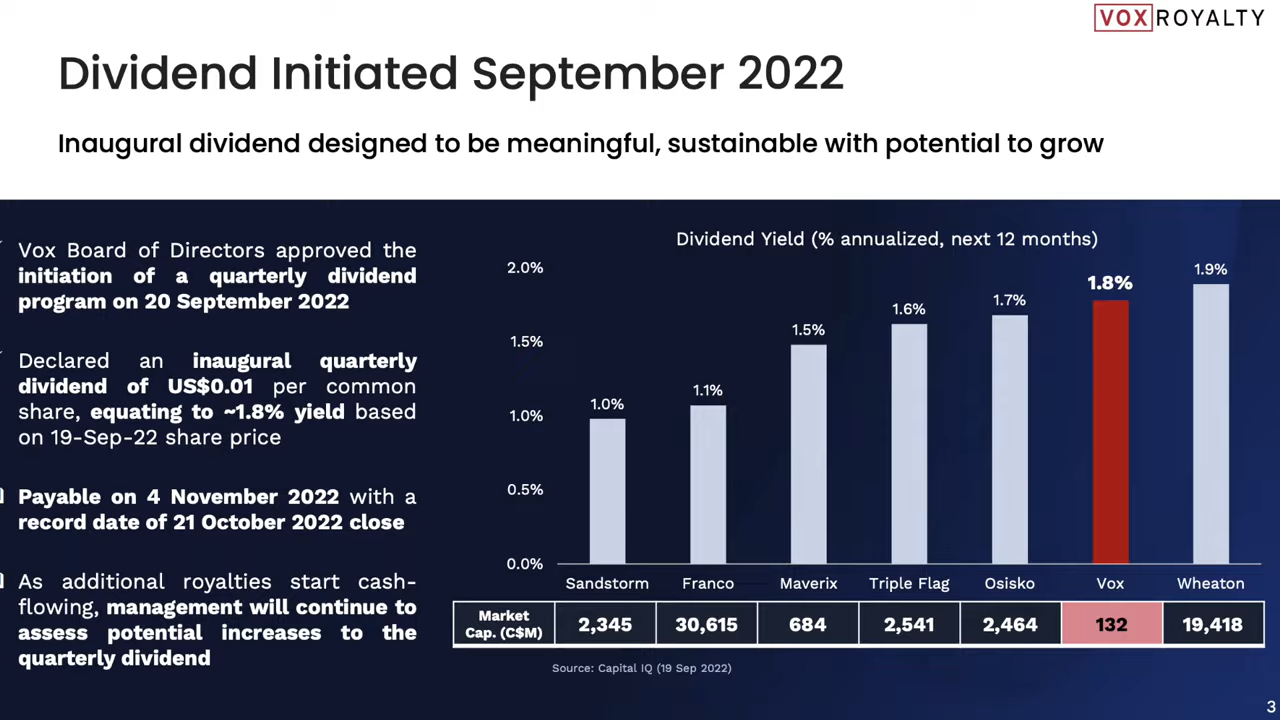 VOX ROYALTY
Dividend Initiated September 2022
Inaugural dividend designed to be meaningful, sustainable with potential to grow
Vox Board of Directors approved the
initiation of a quarterly dividend
program on 20 September 2022
Declared an inaugural quarterly
dividend of US$0.01 per common
share, equating to ~1.8% yield based
on 19-Sep-22 share price
Payable on 4 November 2022 with a
record date of 21 October 2022 close
As additional royalties start cash-
flowing, management will continue to
assess potential increases to the
quarterly dividend
Dividend Yield (% annualized, next 12 months)
2.0%
1.5%
1.0%
0.5%
0.0%
1.0%
1.1%
1.5%
1.6%
1.7%
1.8%
1.9%
Sandstorm Franco Maverix Triple Flag Osisko Vox Wheaton
Market
Cap. (C$M)
2,345 30,615 684 2,541 2,464 132 19,418
Source: Capital IQ (19 Sep 2022)
3